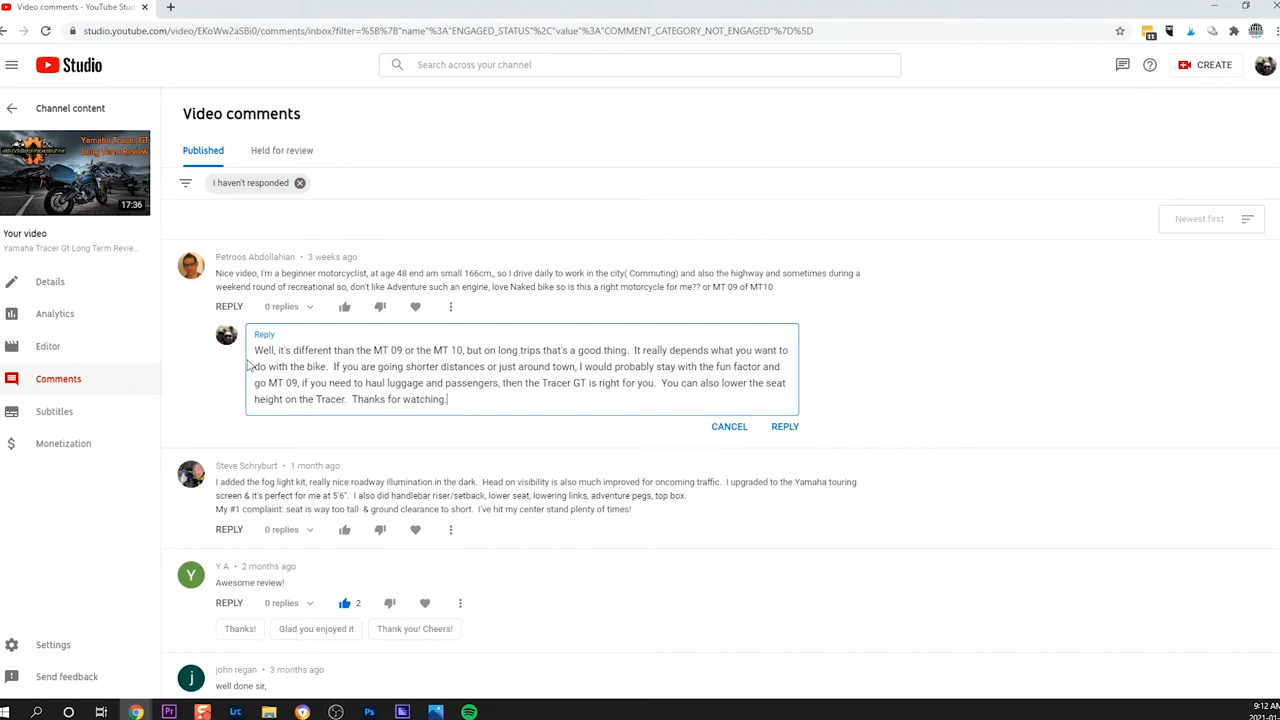 Video comments - YouTube Stud
studio.youtube.com/video/EKoWw2aSBi0/comments/inbox?filter=%5B%7B"name"%3A"ENGAGED_STATUS"%2C"value"%3A"COMMENT_CATEGORY_NOT_ENGAGED"%7D%5D
11
Studio
Search across your channel
CREATE
Channel content
Video comments
Yamaha Tracer GT
Long Term Review
17:36
Published
Held for review
I haven't responded
Newest first
Your video
Yamaha Tracer Gt Long Term Revie...
Details
Analytics
Editor
Comments
Subtitles
Monetization
Settings
Send feedback
Petroos Abdollahian • 3 weeks ago
Nice video, I'm a beginner motorcyclist, at age 48 end am small 166cm,, so I drive daily to work in the city( Commuting) and also the highway and sometimes during a
weekend round of recreational so, don't like Adventure such an engine, love Naked bike so is this a right motorcycle for me?? or MT 09 of MT10
REPLY 0 replies
Reply
Well, it's different than the MT 09 or the MT 10, but on long trips that's a good thing. It really depends what you want to
do with the bike. If you are going shorter distances or just around town, I would probably stay with the fun factor and
go MT 09, if you need to haul luggage and passengers, then the Tracer GT is right for you. You can also lower the seat
height on the Tracer. Thanks for watching.
CANCEL REPLY
Steve Schryburt • 1 month ago
I added the fog light kit, really nice roadway illumination in the dark. Head on visibility is also much improved for oncoming traffic. I upgraded to the Yamaha touring
screen & it's perfect for me at 5'6". I also did handlebar riser/setback, lower seat, lowering links, adventure pegs, top box.
My #1 complaint: seat is way too tall & ground clearance to short. I've hit my center stand plenty of times!
REPLY 0 replies
Y
Y A • 2 months ago
Awesome review!
REPLY 0 replies 2
Thanks! Glad you enjoyed it Thank you! Cheers!
j
john regan • 3 months ago
well done sir,
Pr
Lrc
Ps
9:12 AM